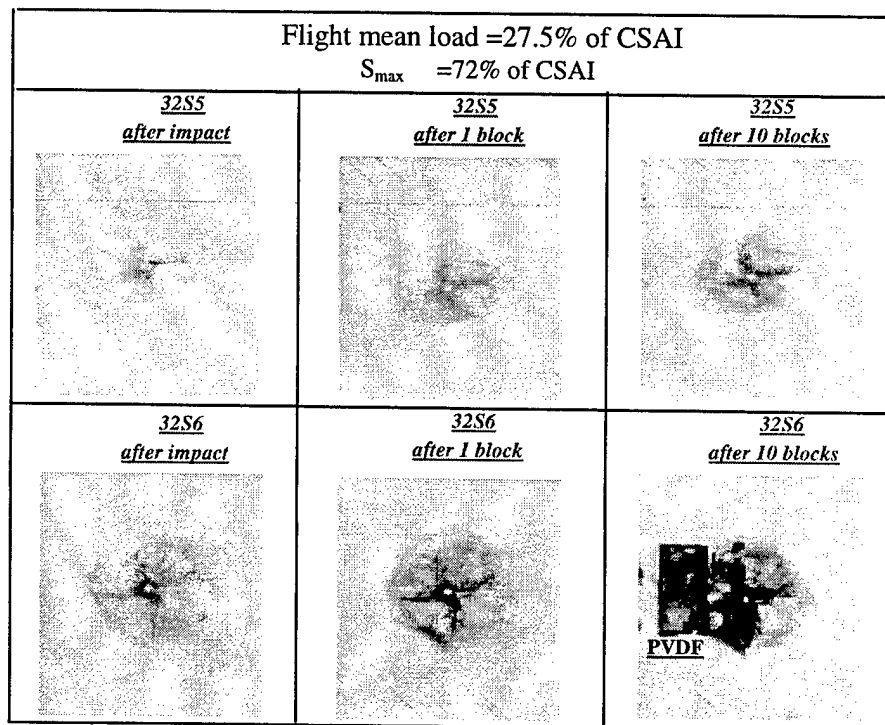 Flight mean load =27.5% of CSAI
Smax =72% of CSAI
32S5
after impact
32S5
after 1 block
32S5
after 10 blocks
32S6
after impact
32S6
after 1 block
32S6
after 10 blocks
PVDF